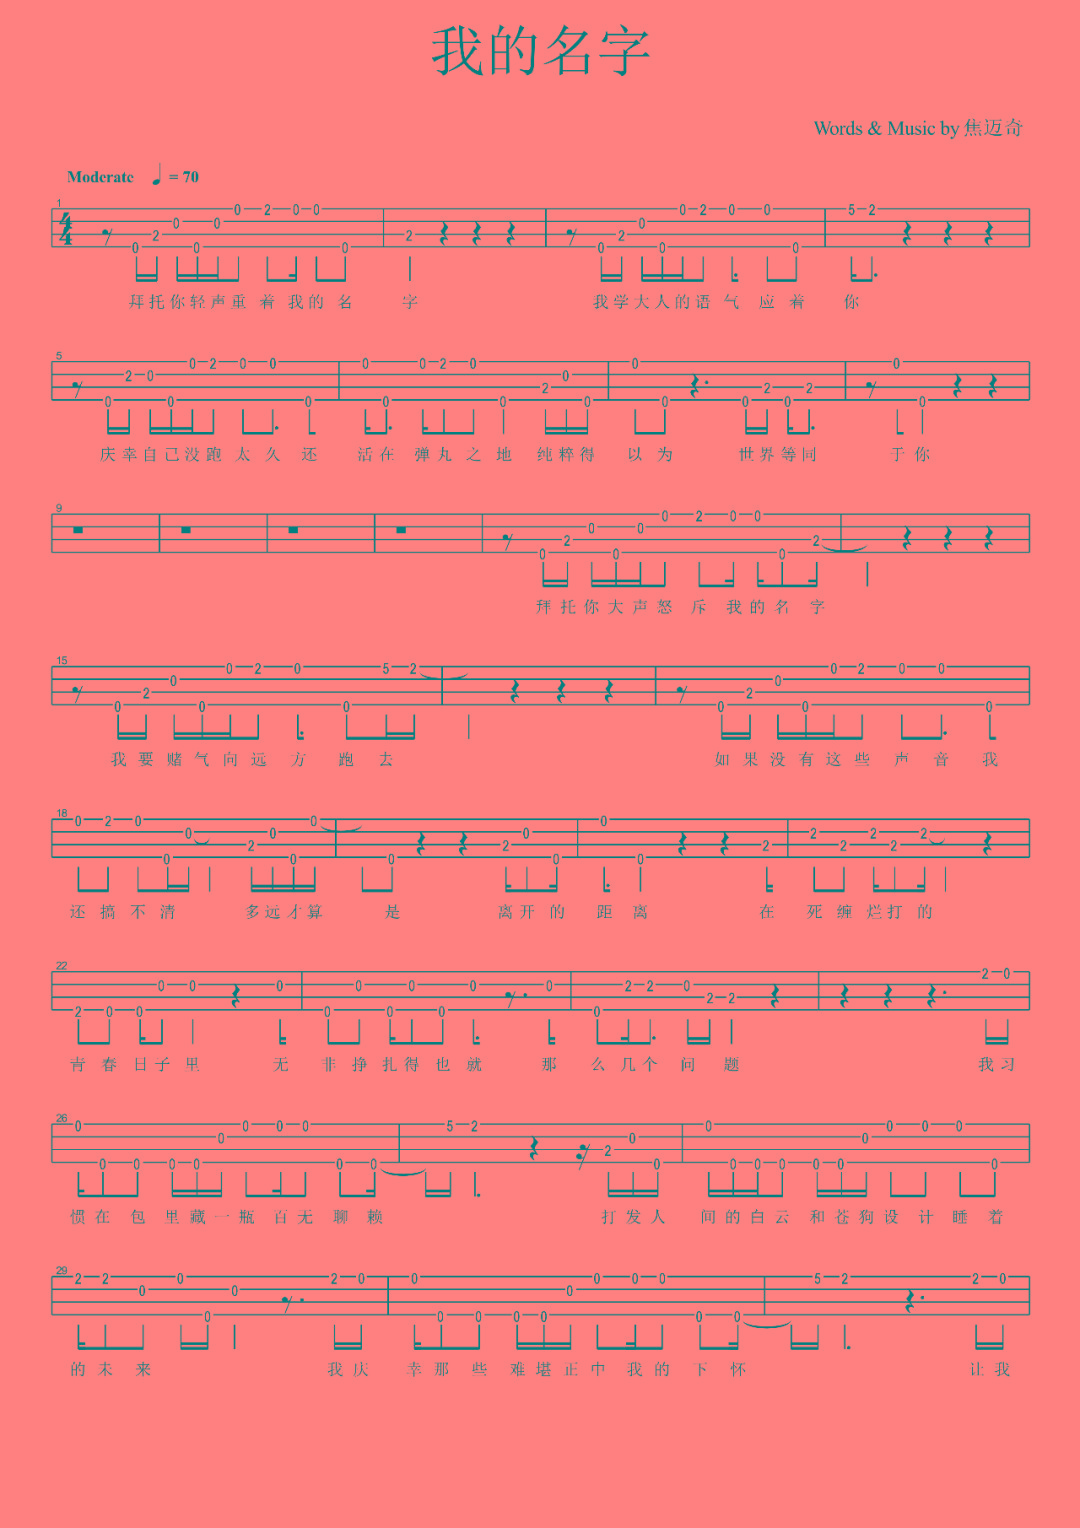 我的名字
Words & Music by 焦迈奇
Moderate ♩ = 70
1
拜托你轻声重着我的名字 我学大人的语气应着你
5
庆幸自己没跑太久还 活在弹丸之地 纯粹得以为 世界等同于你
9
拜托你大声怒斥我的名字
15
我要赌气向远方跑去 如果没有这些声音我
18
还搞不清 多远才算是 离开的距离 在死缠烂打的
22
青春日子里 无非挣扎得也就 那么几个问题 我习
26
惯在包里藏一瓶百无聊赖 打发人间的白云和苍狗设计睡着
29
的未来 我庆幸那些难堪正中我的下怀 让我